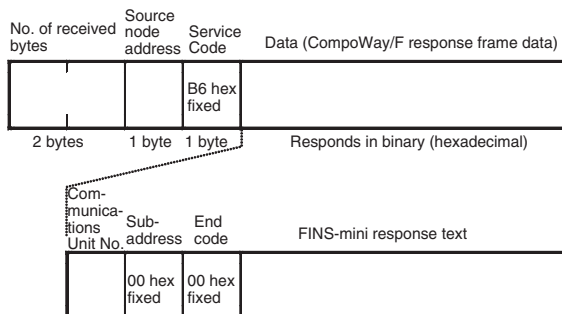 No. of received bytes
Source node address
Service Code
Data (CompoWay/F response frame data)
B6 hex fixed
2 bytes
1 byte
1 byte
Responds in binary (hexadecimal)
Com-
munica-
tions
Unit No.
Sub-
address
End code
FINS-mini response text
00 hex fixed
00 hex fixed